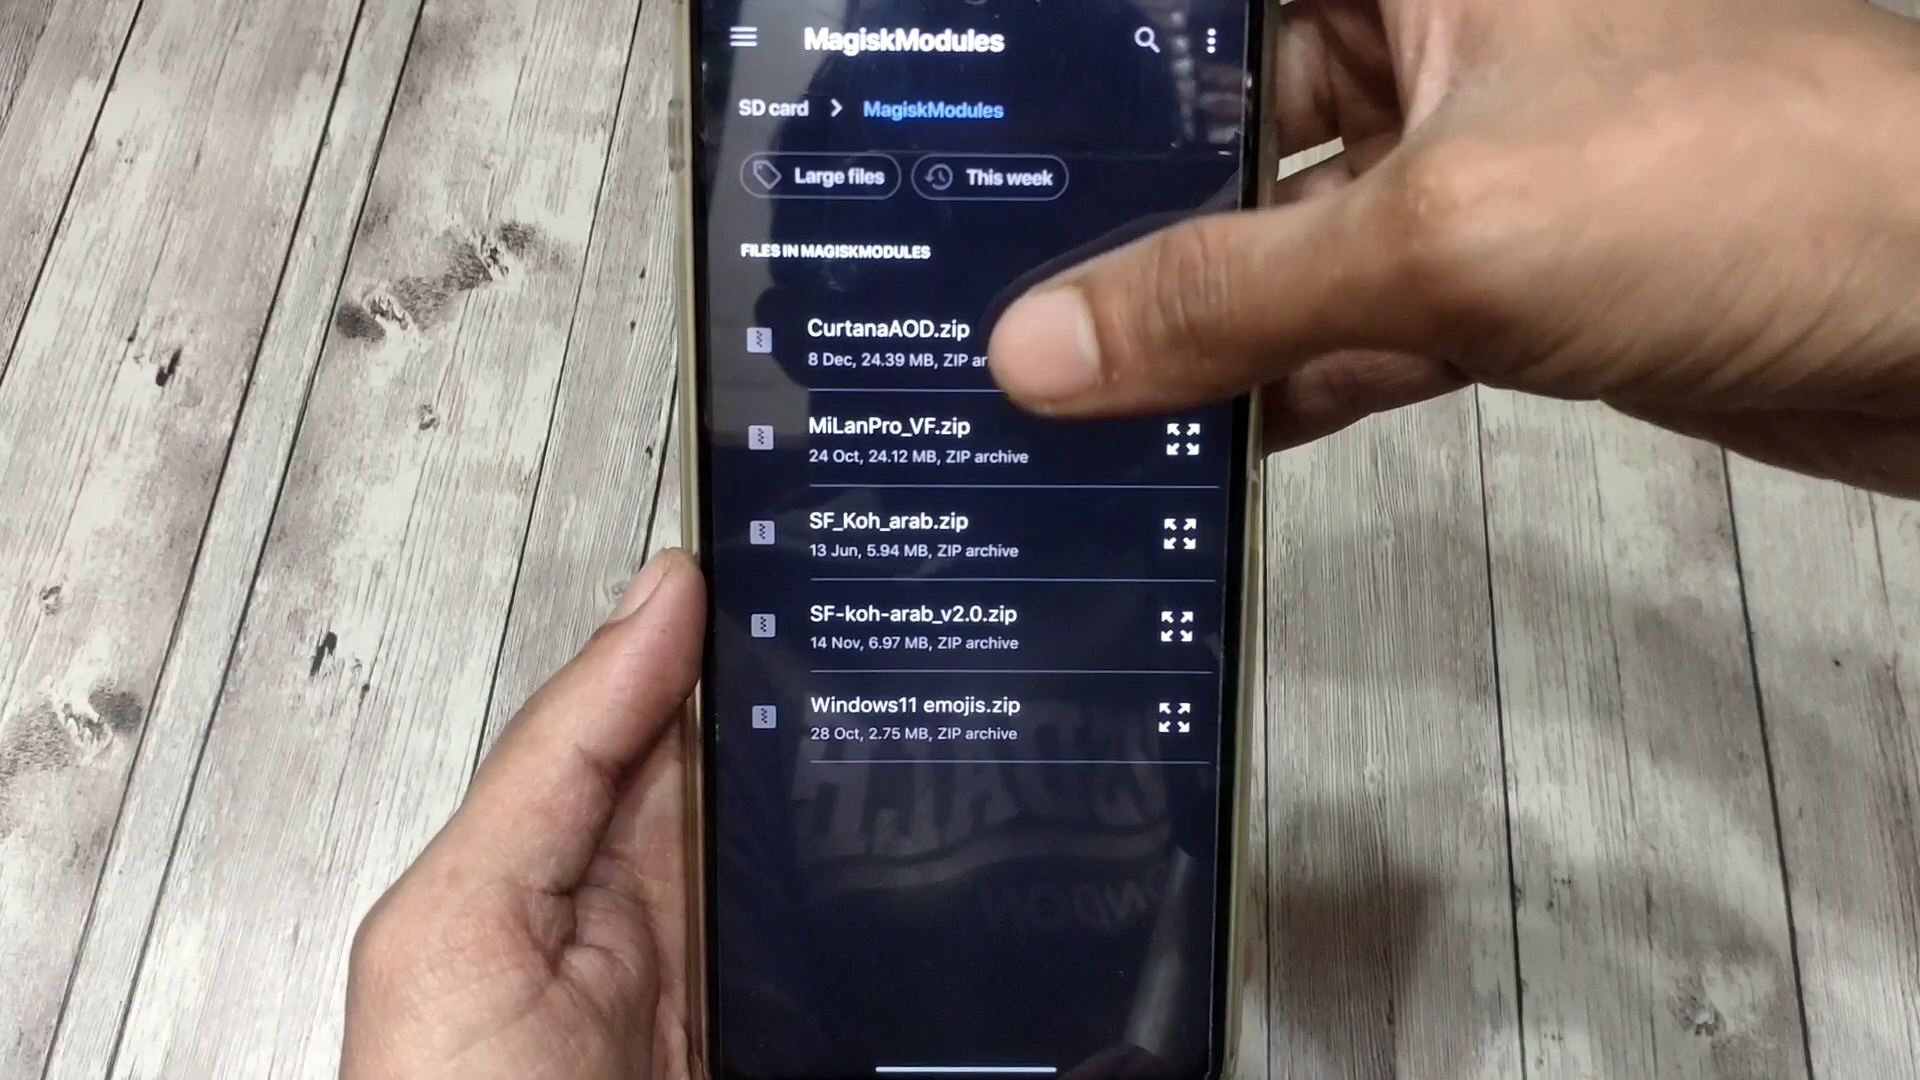 MagiskModules
SD card > MagiskModules
Large files
This week
FILES IN MAGISKMODULES
CurtanaAOD.zip
8 Dec, 24.39 MB, ZIP ar
MiLanPro_VF.zip
24 Oct, 24.12 MB, ZIP archive
SF_Koh_arab.zip
13 Jun, 5.94 MB, ZIP archive
SF-koh-arab_v2.0.zip
14 Nov, 6.97 MB, ZIP archive
Windows11 emojis.zip
28 Oct, 2.75 MB, ZIP archive